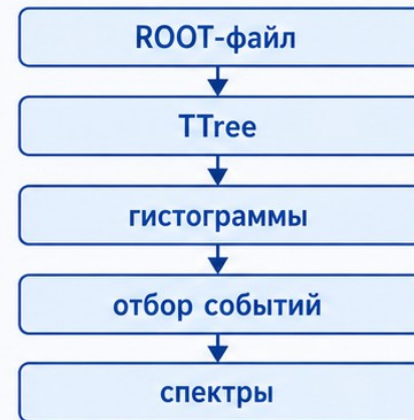 ROOT-файл
TTree
гистограммы
отбор событий
спектры